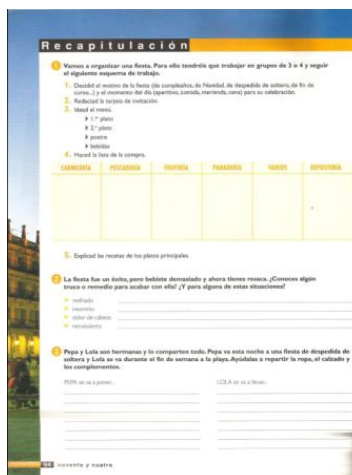 Recapitulación
1 Vamos a organizar una fiesta. Para ello tendréis que trabajar en grupos de 3 o 4 y seguir
el siguiente esquema de trabajo.
1. Decidid el motivo de la fiesta (de cumpleaños, de Navidad, de despedida de soltero, de fin de
curso...) y el momento del día (aperitivo, comida, merienda, cena) para su celebración.
2. Redactad la tarjeta de invitación.
3. Idead el menú.
1.er plato
2.º plato
postre
bebidas
4. Haced la lista de la compra.
CARNICERÍA PESCADERÍA FRUTERÍA PANADERÍA VARIOS REPOSTERÍA
5. Explicad las recetas de los platos principales.
2 La fiesta fue un éxito, pero bebiste demasiado y ahora tienes resaca. ¿Conoces algún
truco o remedio para acabar con ella? ¿Y para alguna de estas situaciones?
resfriado
insomnio
dolor de cabeza
nerviosismo
3 Pepa y Lola son hermanas y lo comparten todo. Pepa va esta noche a una fiesta de despedida de
soltera y Lola se va durante el fin de semana a la playa. Ayúdalas a repartir la ropa, el calzado y
los complementos.
PEPA se va a poner... LOLA se va a llevar...
94 noventa y cuatro